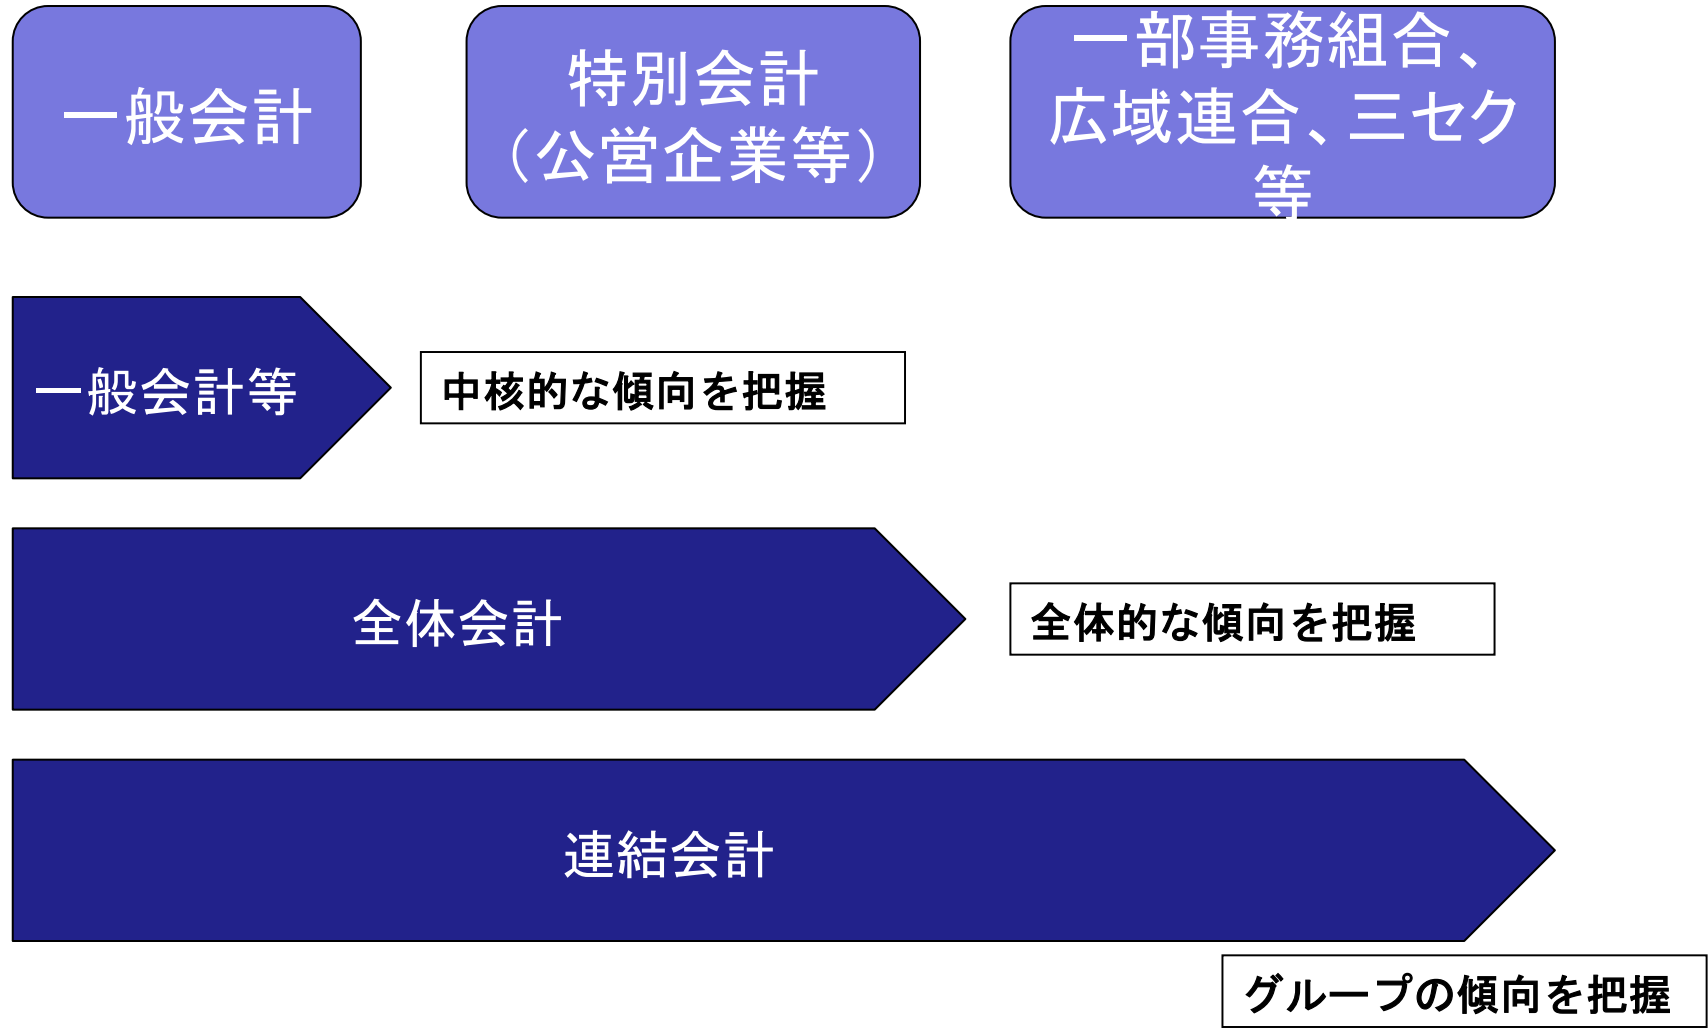 一般会計
特別会計
（公営企業等）
一部事務組合、
広域連合、三セク
等
一般会計等
中核的な傾向を把握
全体会計
全体的な傾向を把握
連結会計
グループの傾向を把握